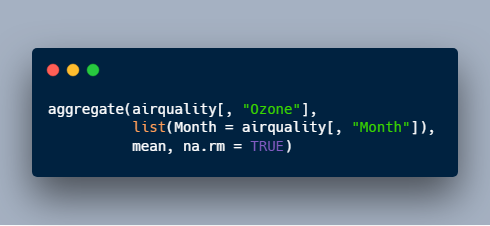 aggregate(airquality[, "Ozone"],
          list(Month = airquality[, "Month"]),
          mean, na.rm = TRUE)